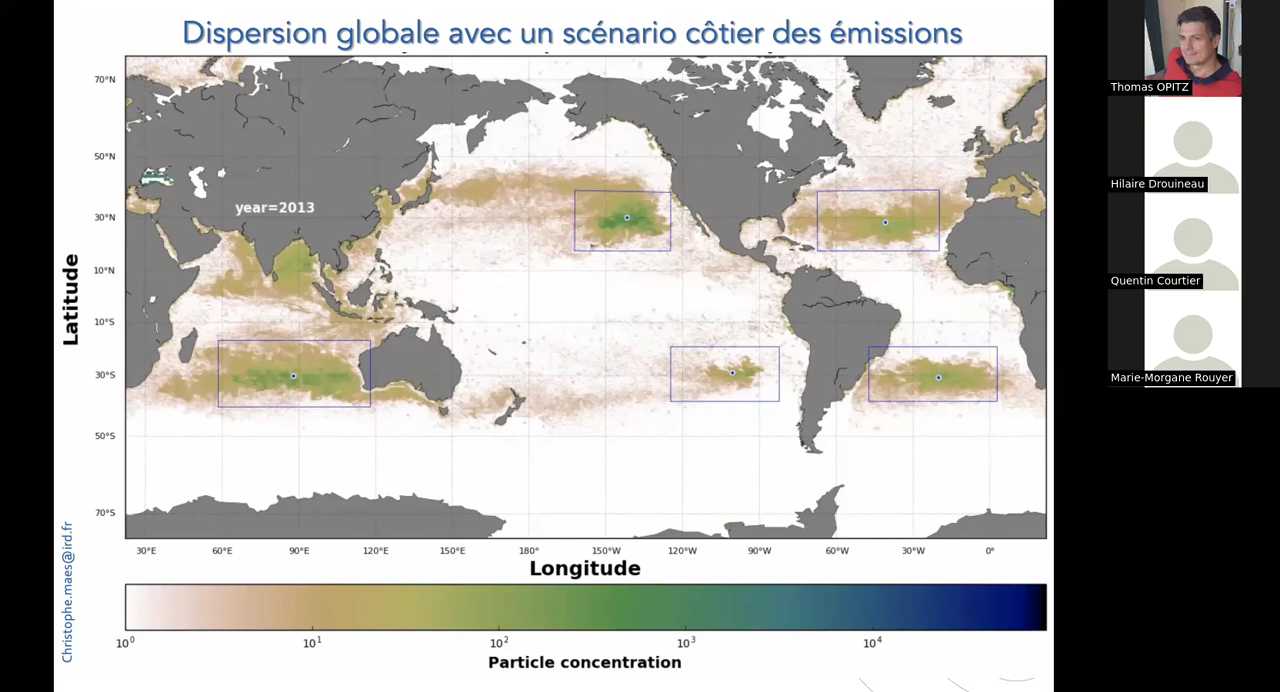 Dispersion globale avec un scénario côtier des émissions
Thomas OPITZ
Hilaire Drouineau
Quentin Courtier
Marie-Morgane Rouyer
70°N
50°N
30°N
10°N
10°S
30°S
50°S
70°S
Latitude
year=2013
30°E
60°E
90°E
120°E
150°E
180°
150°W
120°W
90°W
60°W
30°W
0°
Longitude
10⁰
10¹
10²
10³
10⁴
Particle concentration
Christophe.maes@ird.fr